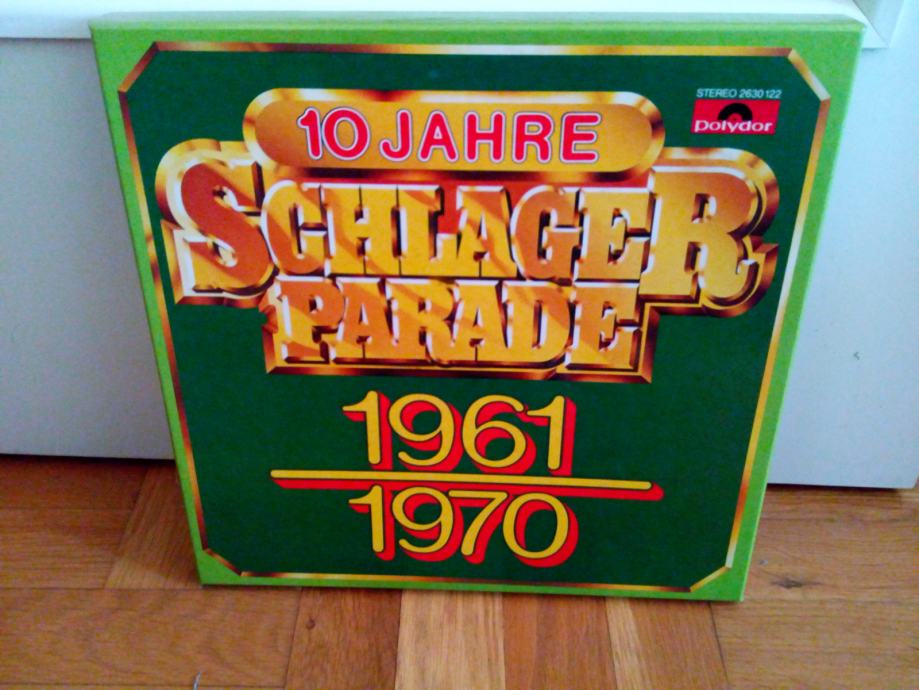 STEREO 2630 122
polydor
10 JAHRE
SCHLAGER
PARADE
1961
1970